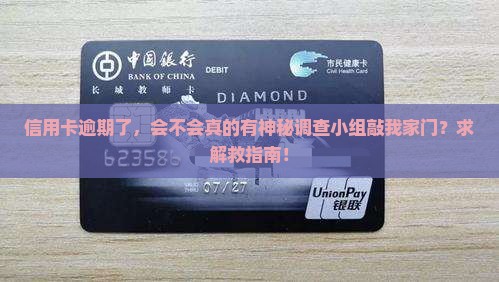 中国银行
BANK OF CHINA
DEBIT
市民健康卡
Civil Health Card
长城教师卡
DIAMOND
信用卡逾期了，会不会真的有神秘调查小组敲我家门？求
解救指南！
623586
07/27
UnionPay
银联